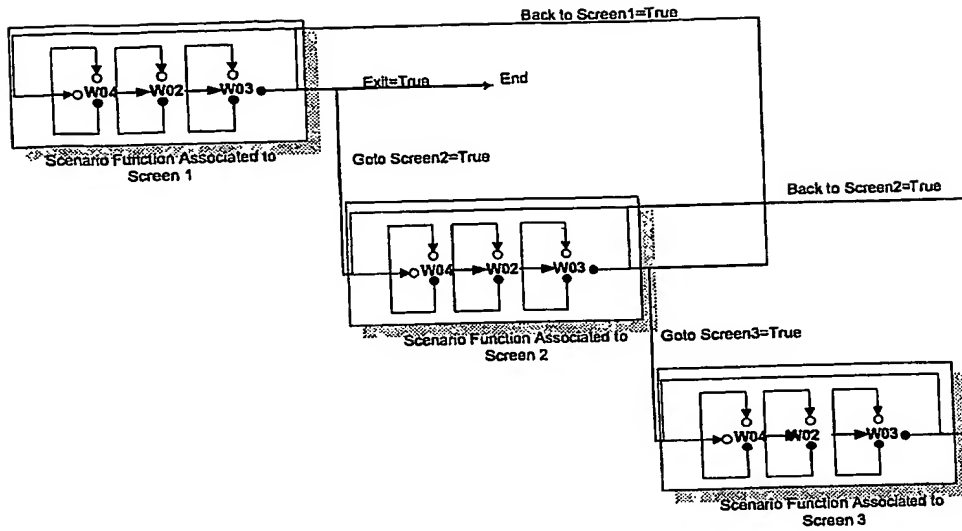 Back to Screen1=True
Exit=True
End
W04 W02 W03
Scenario Function Associated to
Screen 1
Goto Screen2=True
Back to Screen2=True
W04 W02 W03
Scenario Function Associated to
Screen 2
Goto Screen3=True
W04 W02 W03
Scenario Function Associated to
Screen 3